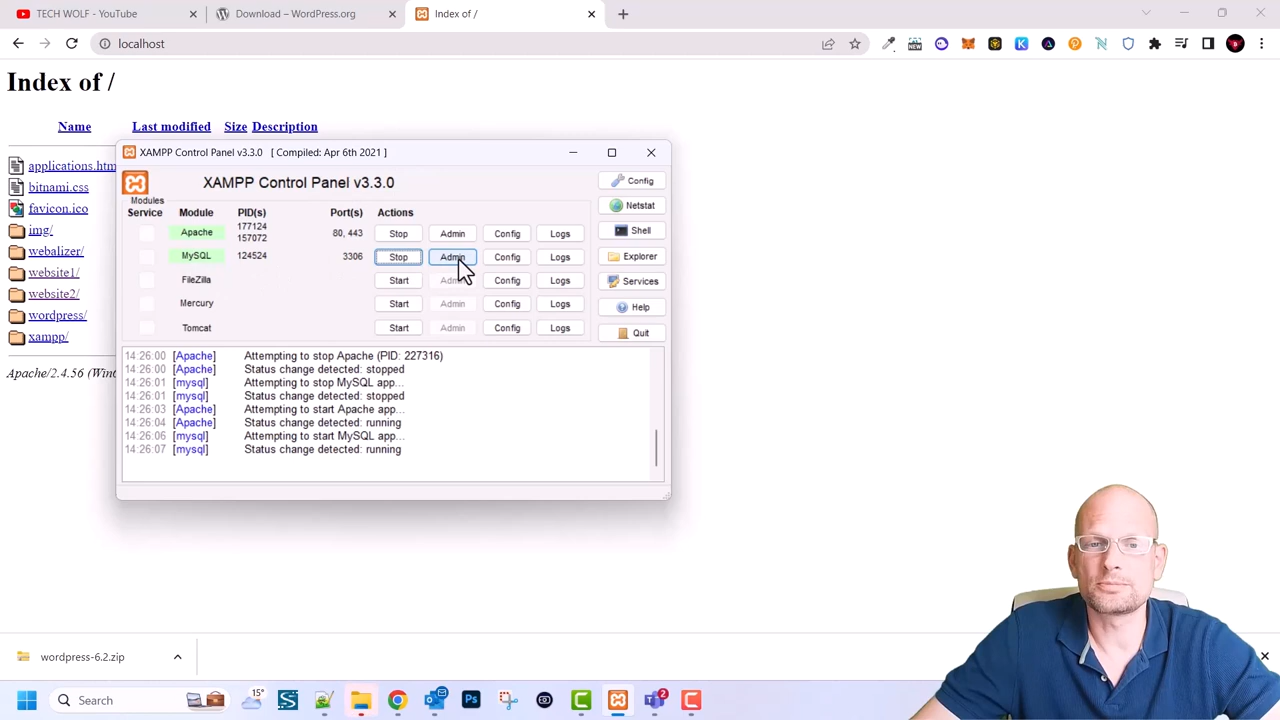 TECH WOLF - YouTube
Download – WordPress.org
Index of /
localhost
NEW
Index of /
Name Last modified Size Description
applications.htm
bitnami.css
favicon.ico
img/
webalizer/
website1/
website2/
wordpress/
xampp/
Apache/2.4.56 (Win
XAMPP Control Panel v3.3.0 [ Compiled: Apr 6th 2021 ]
XAMPP Control Panel v3.3.0
Modules
Service Module PID(s) Port(s) Actions
Apache 177124 157072 80, 443 Stop Admin Config Logs
MySQL 124524 3306 Stop Admin Config Logs
FileZilla Start Admin Config Logs
Mercury Start Admin Config Logs
Tomcat Start Admin Config Logs
Config
Netstat
Shell
Explorer
Services
Help
Quit
14:26:00 [Apache] Attempting to stop Apache (PID: 227316)
14:26:00 [Apache] Status change detected: stopped
14:26:01 [mysql] Attempting to stop MySQL app...
14:26:01 [mysql] Status change detected: stopped
14:26:03 [Apache] Attempting to start Apache app...
14:26:04 [Apache] Status change detected: running
14:26:06 [mysql] Attempting to start MySQL app...
14:26:07 [mysql] Status change detected: running
wordpress-6.2.zip
Search
15°
Ps
2